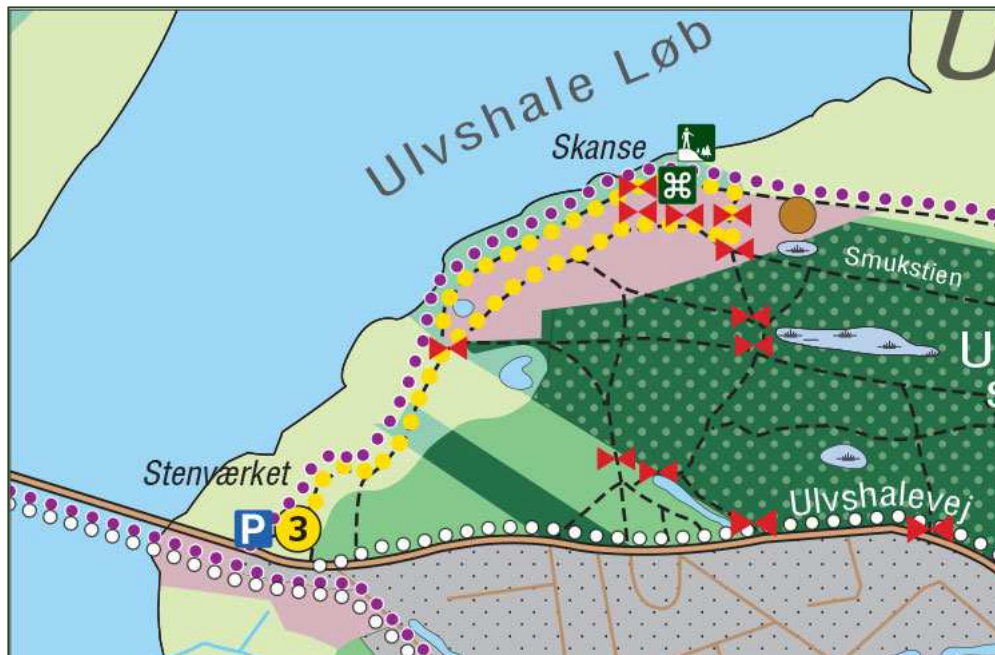 U
Ulvshale Løb
Skanse
⌘
Smukstien
U
s
Stenværket
P
3
Ulvshalevej